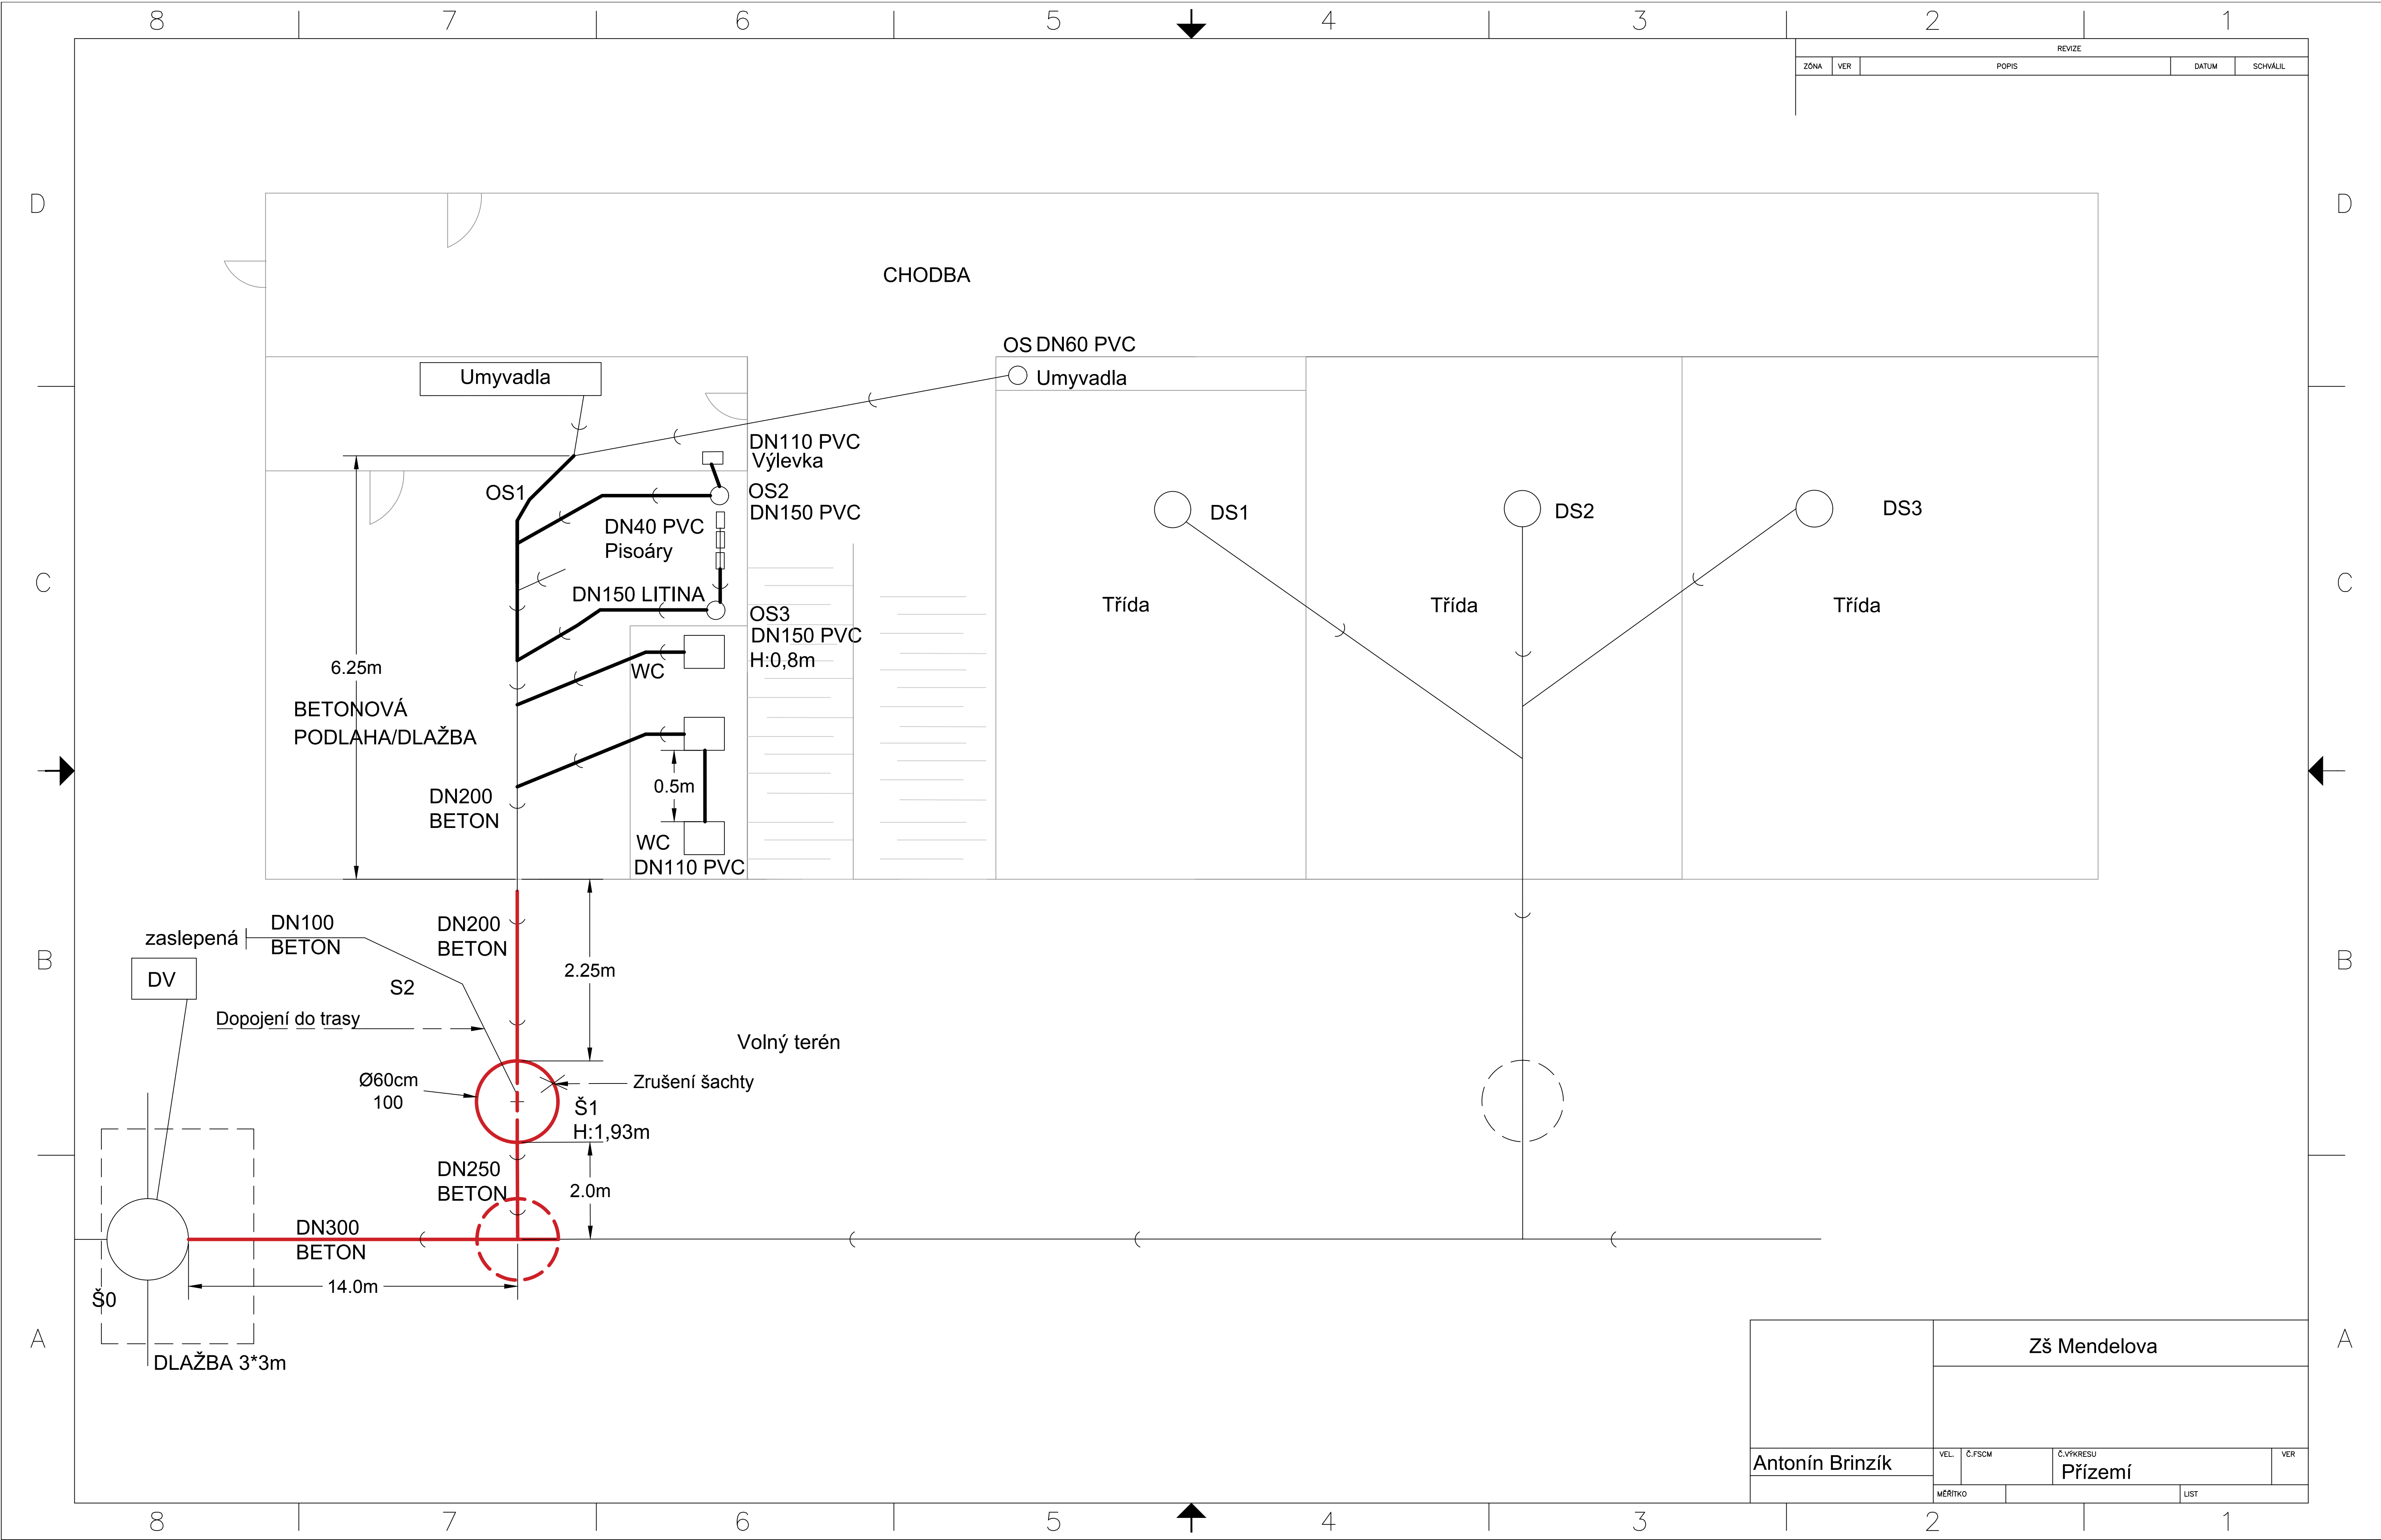 8 7 6 5 4 3 2 1
REVIZE
ZÓNA VER POPIS DATUM SCHVÁLIL
D D
CHODBA
OS DN60 PVC
Umyvadla
Umyvadla
DN110 PVC
Výlevka
OS1
OS2
DN150 PVC
DN40 PVC
Pisoáry
DS1
DS2
DS3
C C
DN150 LITINA
OS3
DN150 PVC
H:0,8m
Třída
Třída
Třída
6.25m
WC
BETONOVÁ
PODLAHA/DLAŽBA
0.5m
DN200
BETON
WC
DN110 PVC
B B
zaslepená
DN100
BETON
DN200
BETON
DV
S2
2.25m
Dopojení do trasy
Volný terén
Ø60cm
100
Zrušení šachty
Š1
H:1,93m
DN250
BETON
2.0m
DN300
BETON
14.0m
Š0
DLAŽBA 3*3m
A A
Zš Mendelova
Antonín Brinzík
VEL. Č.FSCM Č.VÝKRESU VER
Přízemí
MĚŘÍTKO LIST
8 7 6 5 4 3 2 1